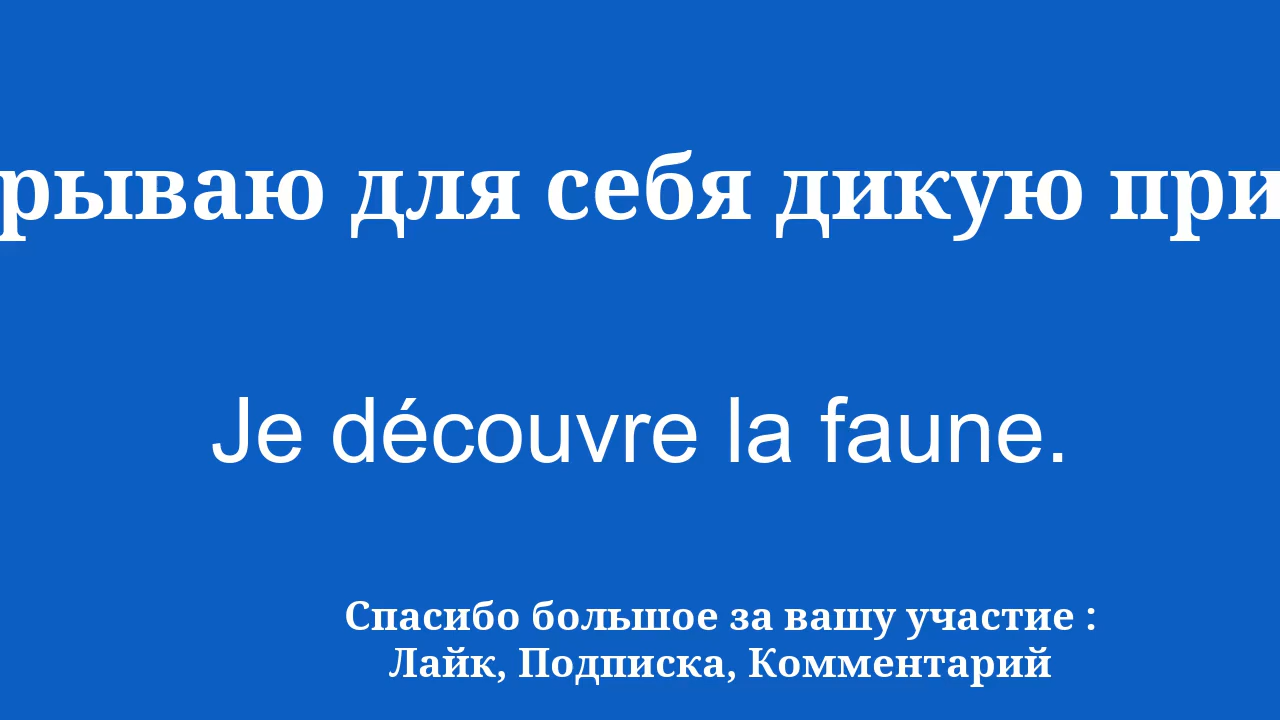 рываю для себя дикую при
Je découvre la faune.
Спасибо большое за вашу участие :
Лайк, Подписка, Комментарий